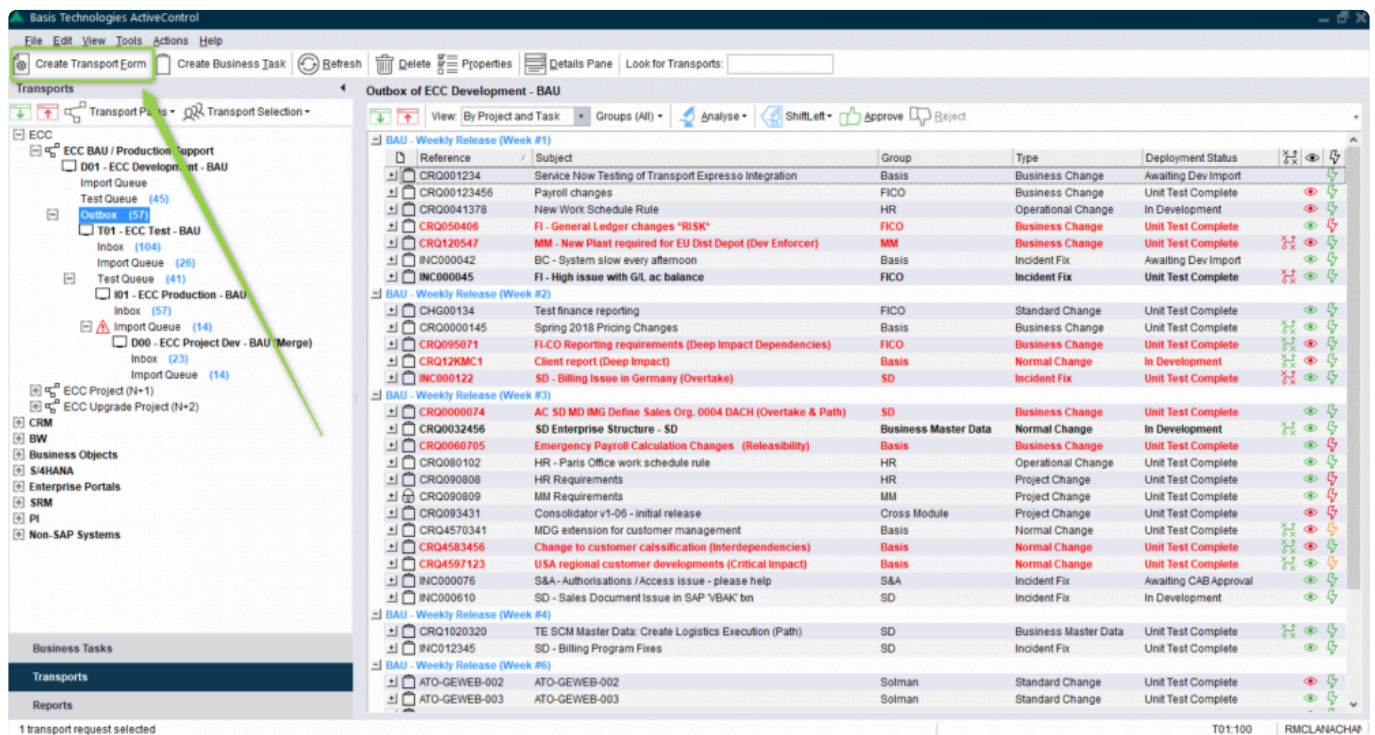 Basis Technologies ActiveControl
File Edit View Tools Actions Help
Create Transport Form Create Business Task Refresh Delete Properties Details Pane Look for Transports:
Transports
Transport Selection
ECC
ECC BAU / Production Support
D01 - ECC Development - BAU
Import Queue
Test Queue (45)
Outbox (57)
T01 - ECC Test - BAU
Inbox (104)
Import Queue (26)
Test Queue (41)
I01 - ECC Production - BAU
Inbox (57)
Import Queue (14)
D00 - ECC Project Dev - BAU (Merge)
Inbox (23)
Import Queue (14)
ECC Project (N+1)
ECC Upgrade Project (N+2)
CRM
BW
Business Objects
S/4HANA
Enterprise Portals
SRM
PI
Non-SAP Systems
Business Tasks
Transports
Reports
Outbox of ECC Development - BAU
View: By Project and Task Groups (All) Analyse ShiftLeft Approve Reject
BAU - Weekly Release (Week #1)
Reference Subject Group Type Deployment Status
CRQ001234 Service Now Testing of Transport Expresso Integration Basis Business Change Awaiting Dev Import
CRQ00123456 Payroll changes FICO Business Change Unit Test Complete
CRQ0041378 New Work Schedule Rule HR Operational Change In Development
CRQ050406 FI - General Ledger changes *RISK* FICO Business Change Unit Test Complete
CRQ120547 MM - New Plant required for EU Dist Depot (Dev Enforcer) MM Business Change Unit Test Complete
INC000042 BC - System slow every afternoon Basis Incident Fix Awaiting Dev Import
INC000045 FI - High issue with G/L ac balance FICO Incident Fix Unit Test Complete
BAU - Weekly Release (Week #2)
CHG00134 Test finance reporting FICO Standard Change Unit Test Complete
CRQ0000145 Spring 2018 Pricing Changes Basis Business Change Unit Test Complete
CRQ095071 FI-CO Reporting requirements (Deep Impact Dependencies) FICO Business Change Unit Test Complete
CRQ12KMC1 Client report (Deep Impact) Basis Normal Change In Development
INC000122 SD - Billing Issue in Germany (Overtake) SD Incident Fix Unit Test Complete
BAU - Weekly Release (Week #3)
CRQ0000074 AC SD MD IMG Define Sales Org. 0004 DACH (Overtake & Path) SD Business Change Unit Test Complete
CRQ0032456 SD Enterprise Structure - SD Business Master Data Normal Change In Development
CRQ0060705 Emergency Payroll Calculation Changes (Releasibility) Basis Business Change Unit Test Complete
CRQ080102 HR - Paris Office work schedule rule HR Operational Change Unit Test Complete
CRQ090808 HR Requirements HR Project Change Unit Test Complete
CRQ090809 MM Requirements MM Project Change Unit Test Complete
CRQ093431 Consolidator v1-06 - initial release Cross Module Project Change Unit Test Complete
CRQ4570341 MDG extension for customer management Basis Normal Change Unit Test Complete
CRQ4583456 Change to customer calssification (Interdependencies) Basis Normal Change Unit Test Complete
CRQ4597123 USA regional customer developments (Critical Impact) Basis Normal Change Unit Test Complete
INC000076 S&A - Authorisations / Access issue - please help S&A Incident Fix Awaiting CAB Approval
INC000610 SD - Sales Document Issue in SAP 'VBAK' txn SD Incident Fix In Development
BAU - Weekly Release (Week #4)
CRQ1020320 TE SCM Master Data: Create Logistics Execution (Path) SD Business Master Data Unit Test Complete
INC012345 SD - Billing Program Fixes SD Incident Fix Unit Test Complete
BAU - Weekly Release (Week #6)
ATO-GEWEB-002 ATO-GEWEB-002 Solman Standard Change Unit Test Complete
ATO-GEWEB-003 ATO-GEWEB-003 Solman Standard Change Unit Test Complete
1 transport request selected T01:100